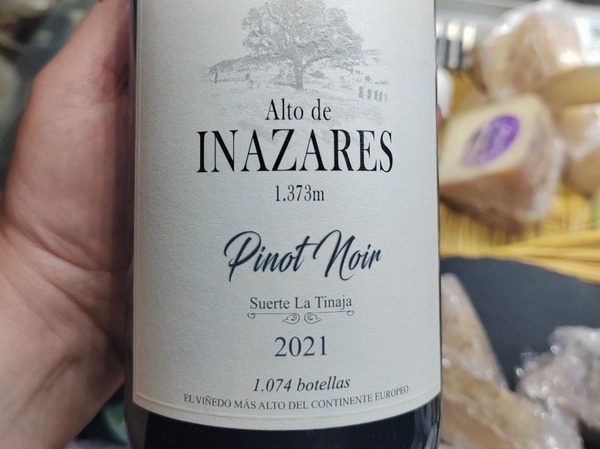 Alto de
INAZARES
1.373m
Pinot Noir
Suerte La Tinaja
2021
1.074 botellas
EL VIÑEDO MÁS ALTO DEL CONTINENTE EUROPEO